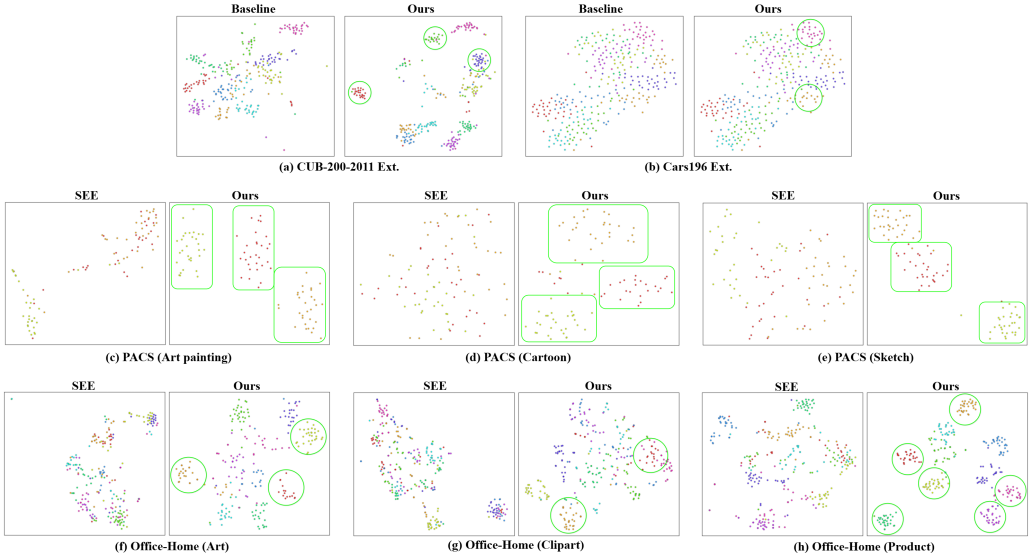 Baseline Ours Baseline Ours
(a) CUB-200-2011 Ext. (b) Cars196 Ext.
SEE Ours SEE Ours SEE Ours
(c) PACS (Art painting) (d) PACS (Cartoon) (e) PACS (Sketch)
SEE Ours SEE Ours SEE Ours
(f) Office-Home (Art) (g) Office-Home (Clipart) (h) Office-Home (Product)